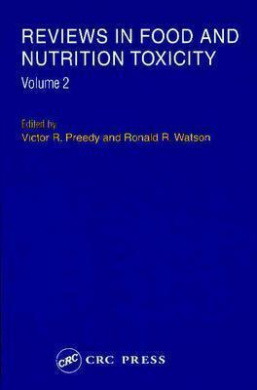 REVIEWS IN FOOD AND
NUTRITION TOXICITY
Volume 2
Edited by
Victor R. Preedy and Ronald R. Watson
CRC
CRC PRESS